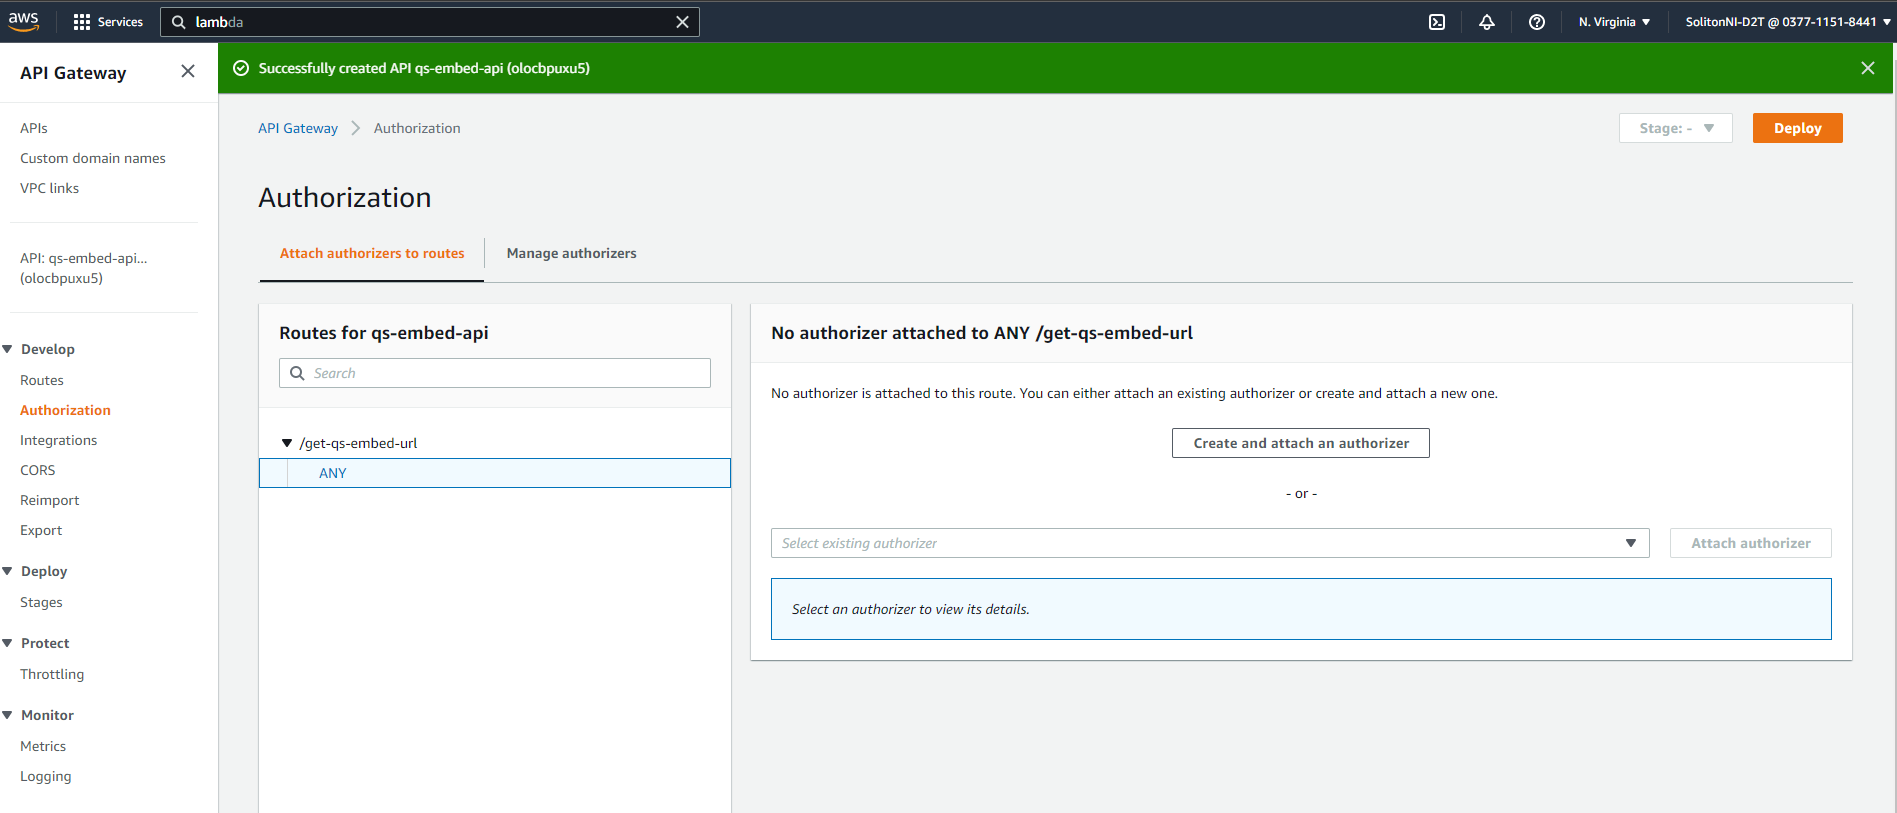 aws
Services
lambda
N. Virginia
SolitonNI-D2T @ 0377-1151-8441
API Gateway
Successfully created API qs-embed-api (olocbpuxu5)
APIs
Custom domain names
VPC links
API: qs-embed-api...
(olocbpuxu5)
Develop
Routes
Authorization
Integrations
CORS
Reimport
Export
Deploy
Stages
Protect
Throttling
Monitor
Metrics
Logging
API Gateway
Authorization
Stage: -
Deploy
Authorization
Attach authorizers to routes
Manage authorizers
Routes for qs-embed-api
Search
/get-qs-embed-url
ANY
No authorizer attached to ANY /get-qs-embed-url
No authorizer is attached to this route. You can either attach an existing authorizer or create and attach a new one.
Create and attach an authorizer
- or -
Select existing authorizer
Attach authorizer
Select an authorizer to view its details.